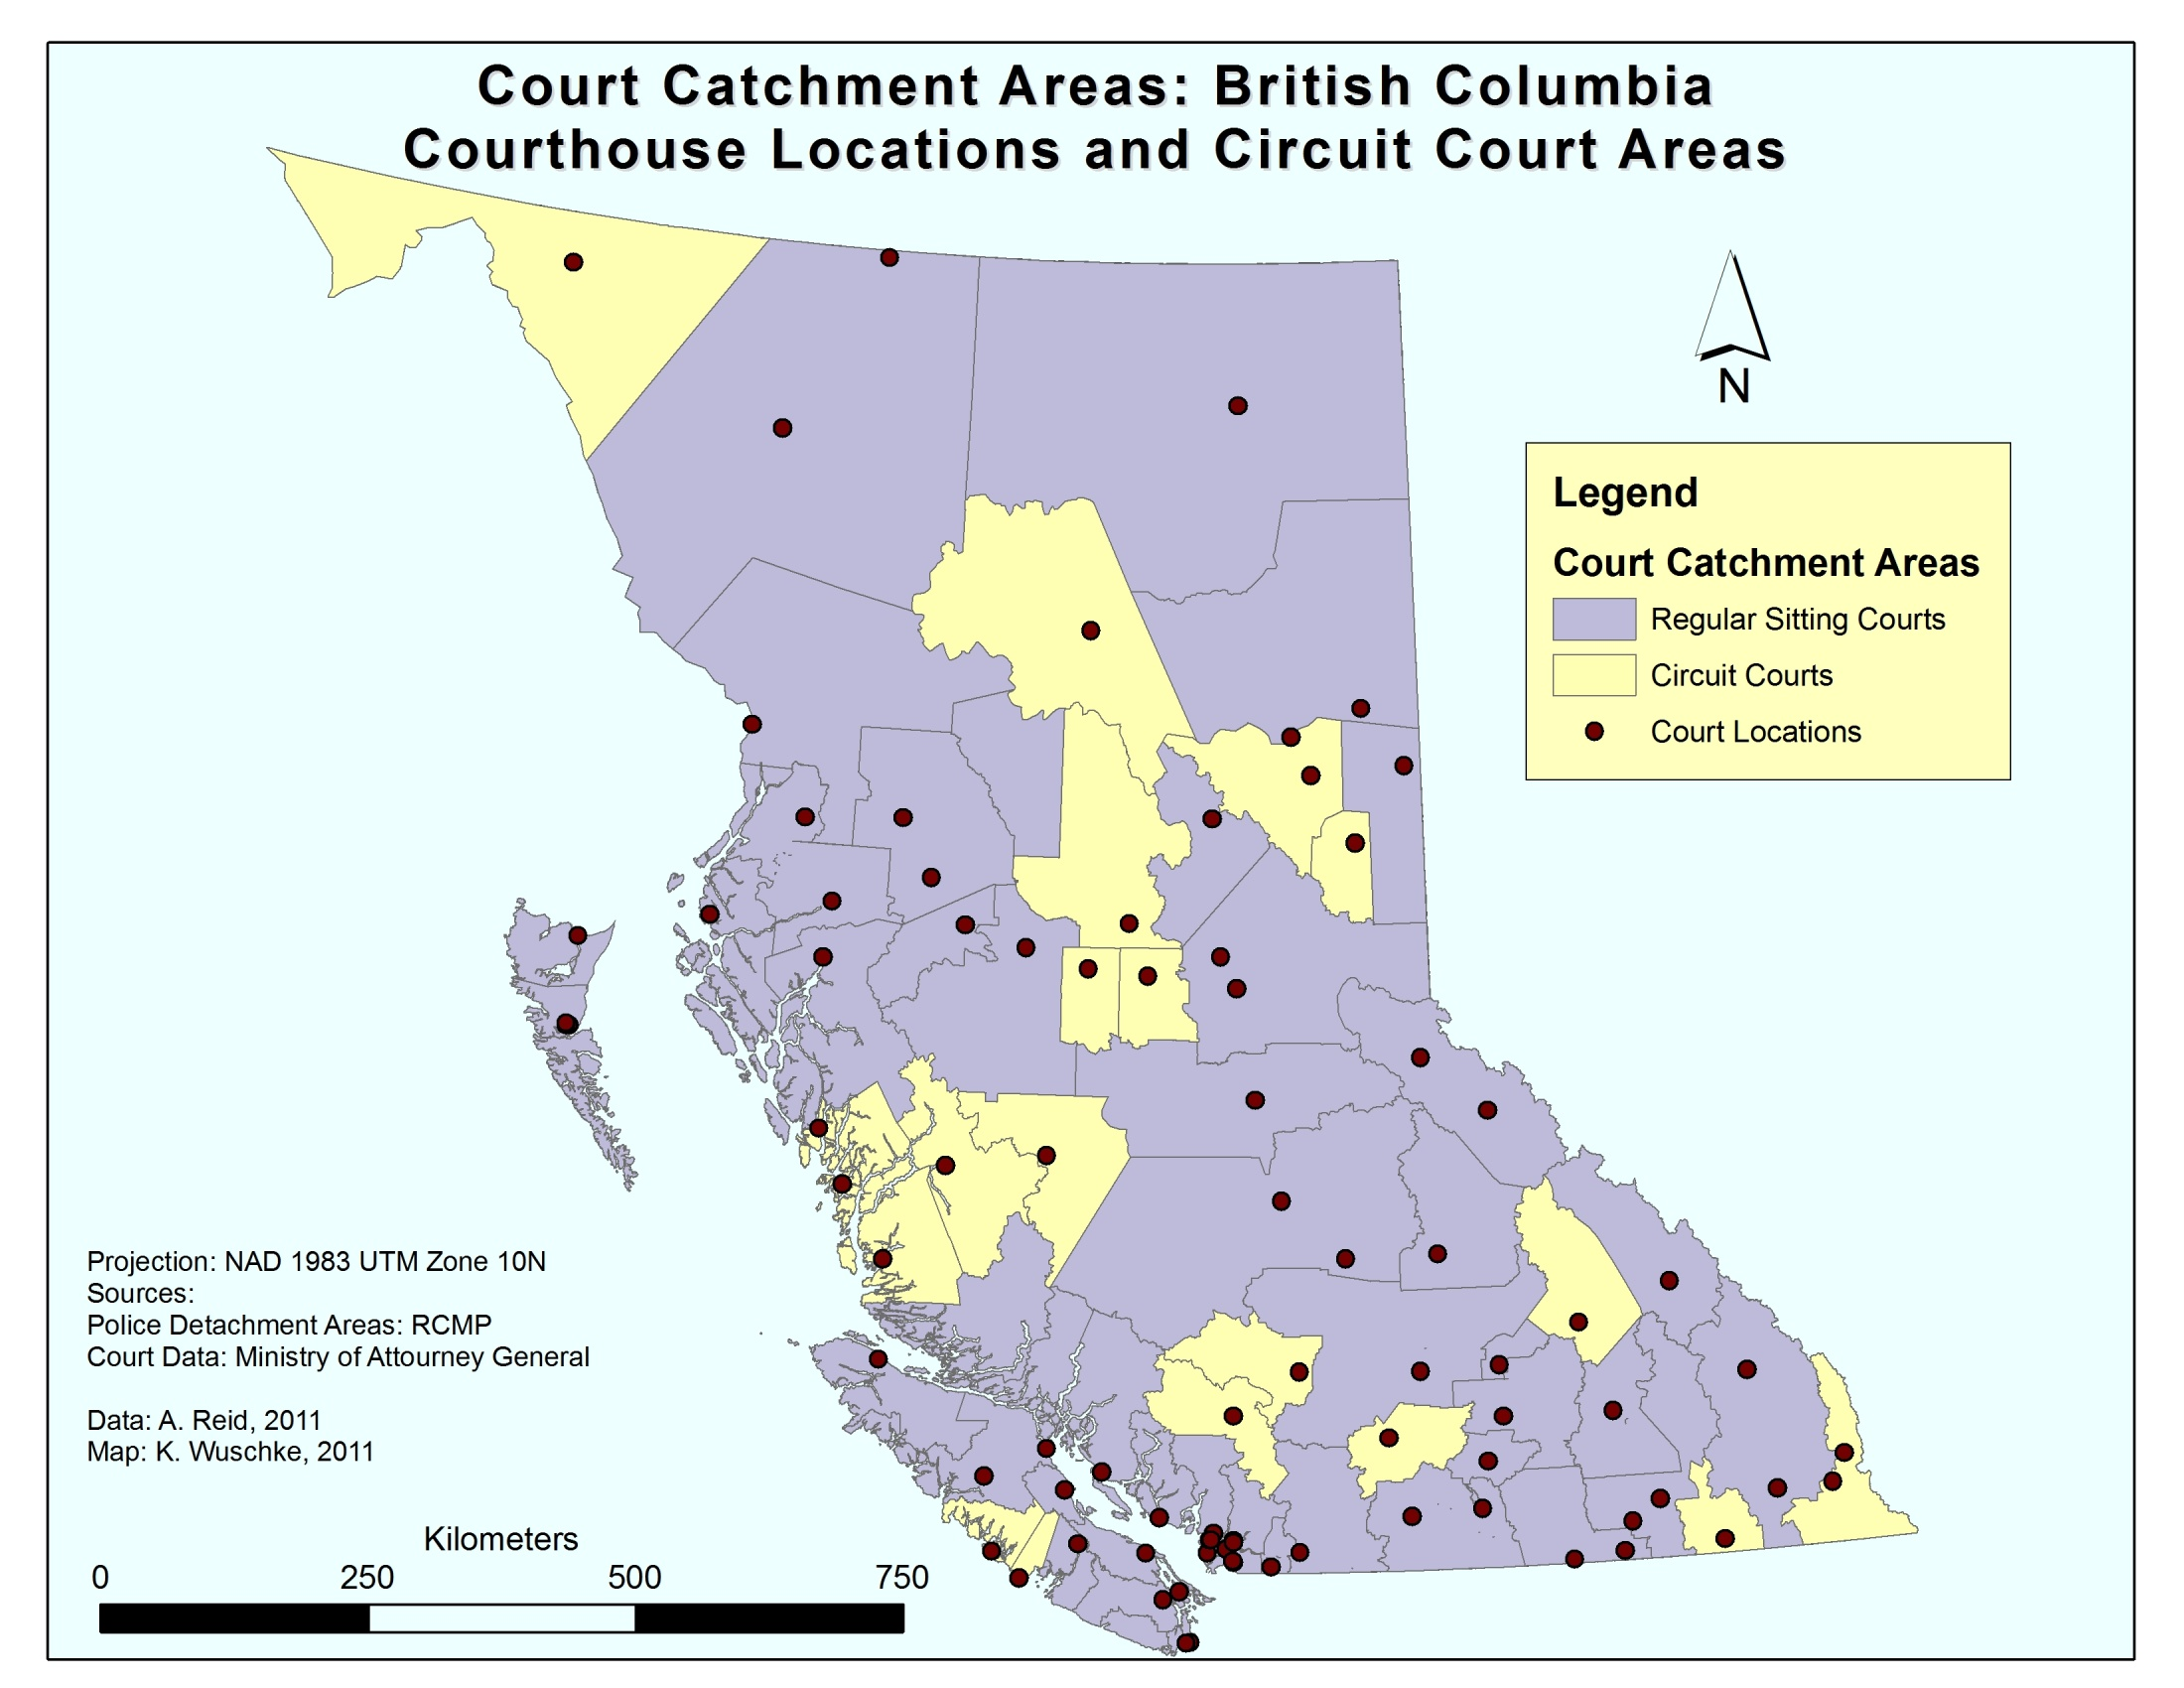 Court Catchment Areas: British Columbia
Courthouse Locations and Circuit Court Areas
N
Legend
Court Catchment Areas
Regular Sitting Courts
Circuit Courts
Court Locations
Projection: NAD 1983 UTM Zone 10N
Sources:
Police Detachment Areas: RCMP
Court Data: Ministry of Attourney General
Data: A. Reid, 2011
Map: K. Wuschke, 2011
Kilometers
0 250 500 750